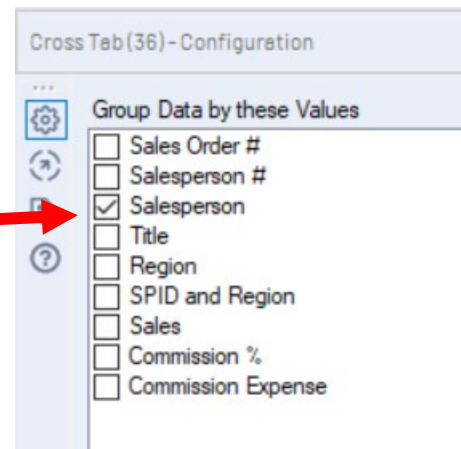 Cross Tab (36) - Configuration
Group Data by these Values
Sales Order #
Salesperson #
Salesperson
Title
Region
SPID and Region
Sales
Commission %
Commission Expense